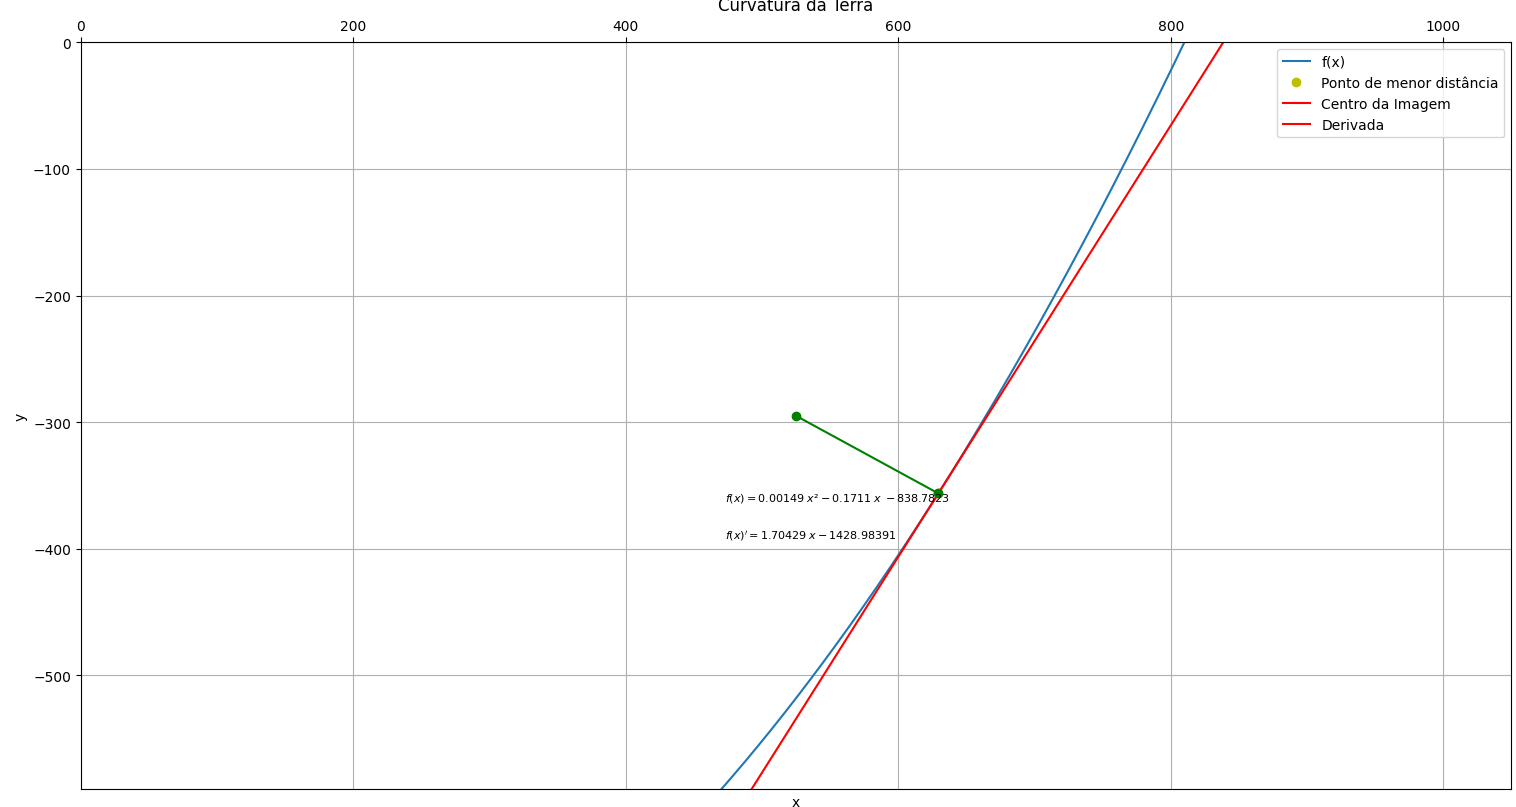 Curvatura da Terra
0 200 400 600 800 1000
0
−100
−200
−300
−400
−500
y
x
f(x)
Ponto de menor distância
Centro da Imagem
Derivada
f(x) = 0.00149 x² − 0.1711 x − 838.7823
f(x)′ = 1.70429 x − 1428.98391